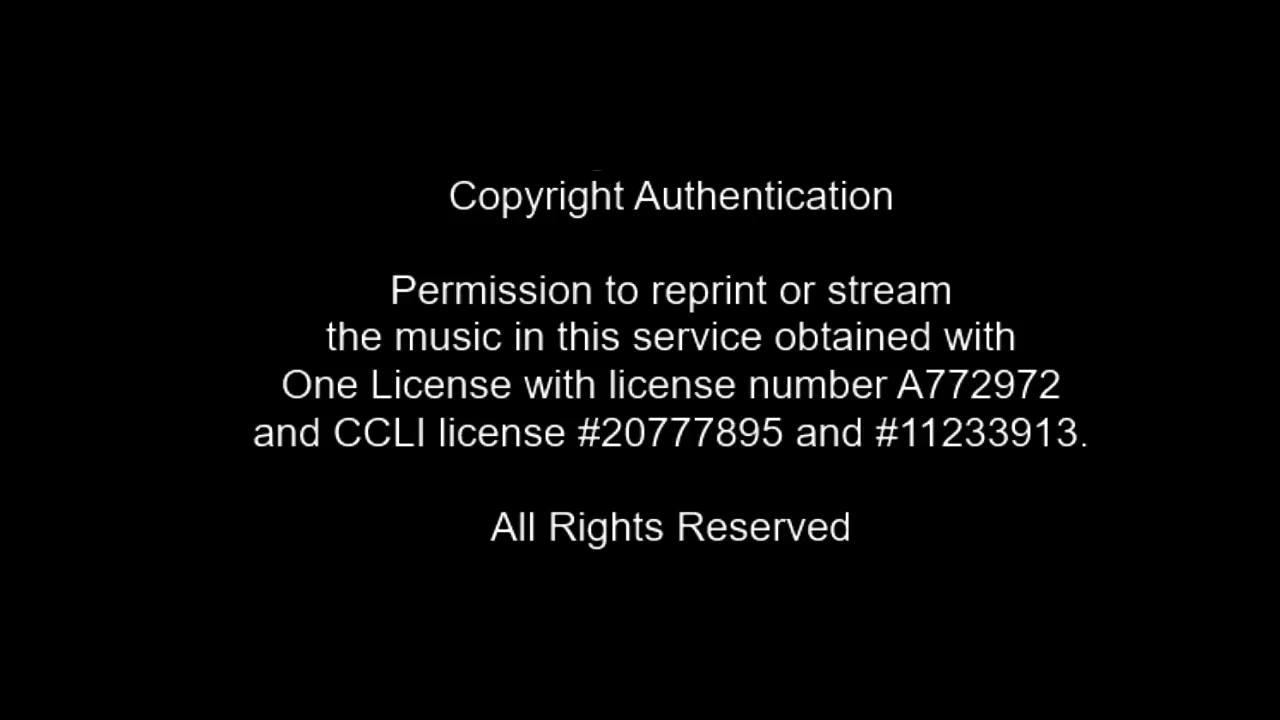 Copyright Authentication
Permission to reprint or stream
the music in this service obtained with
One License with license number A772972
and CCLI license #20777895 and #11233913.
All Rights Reserved